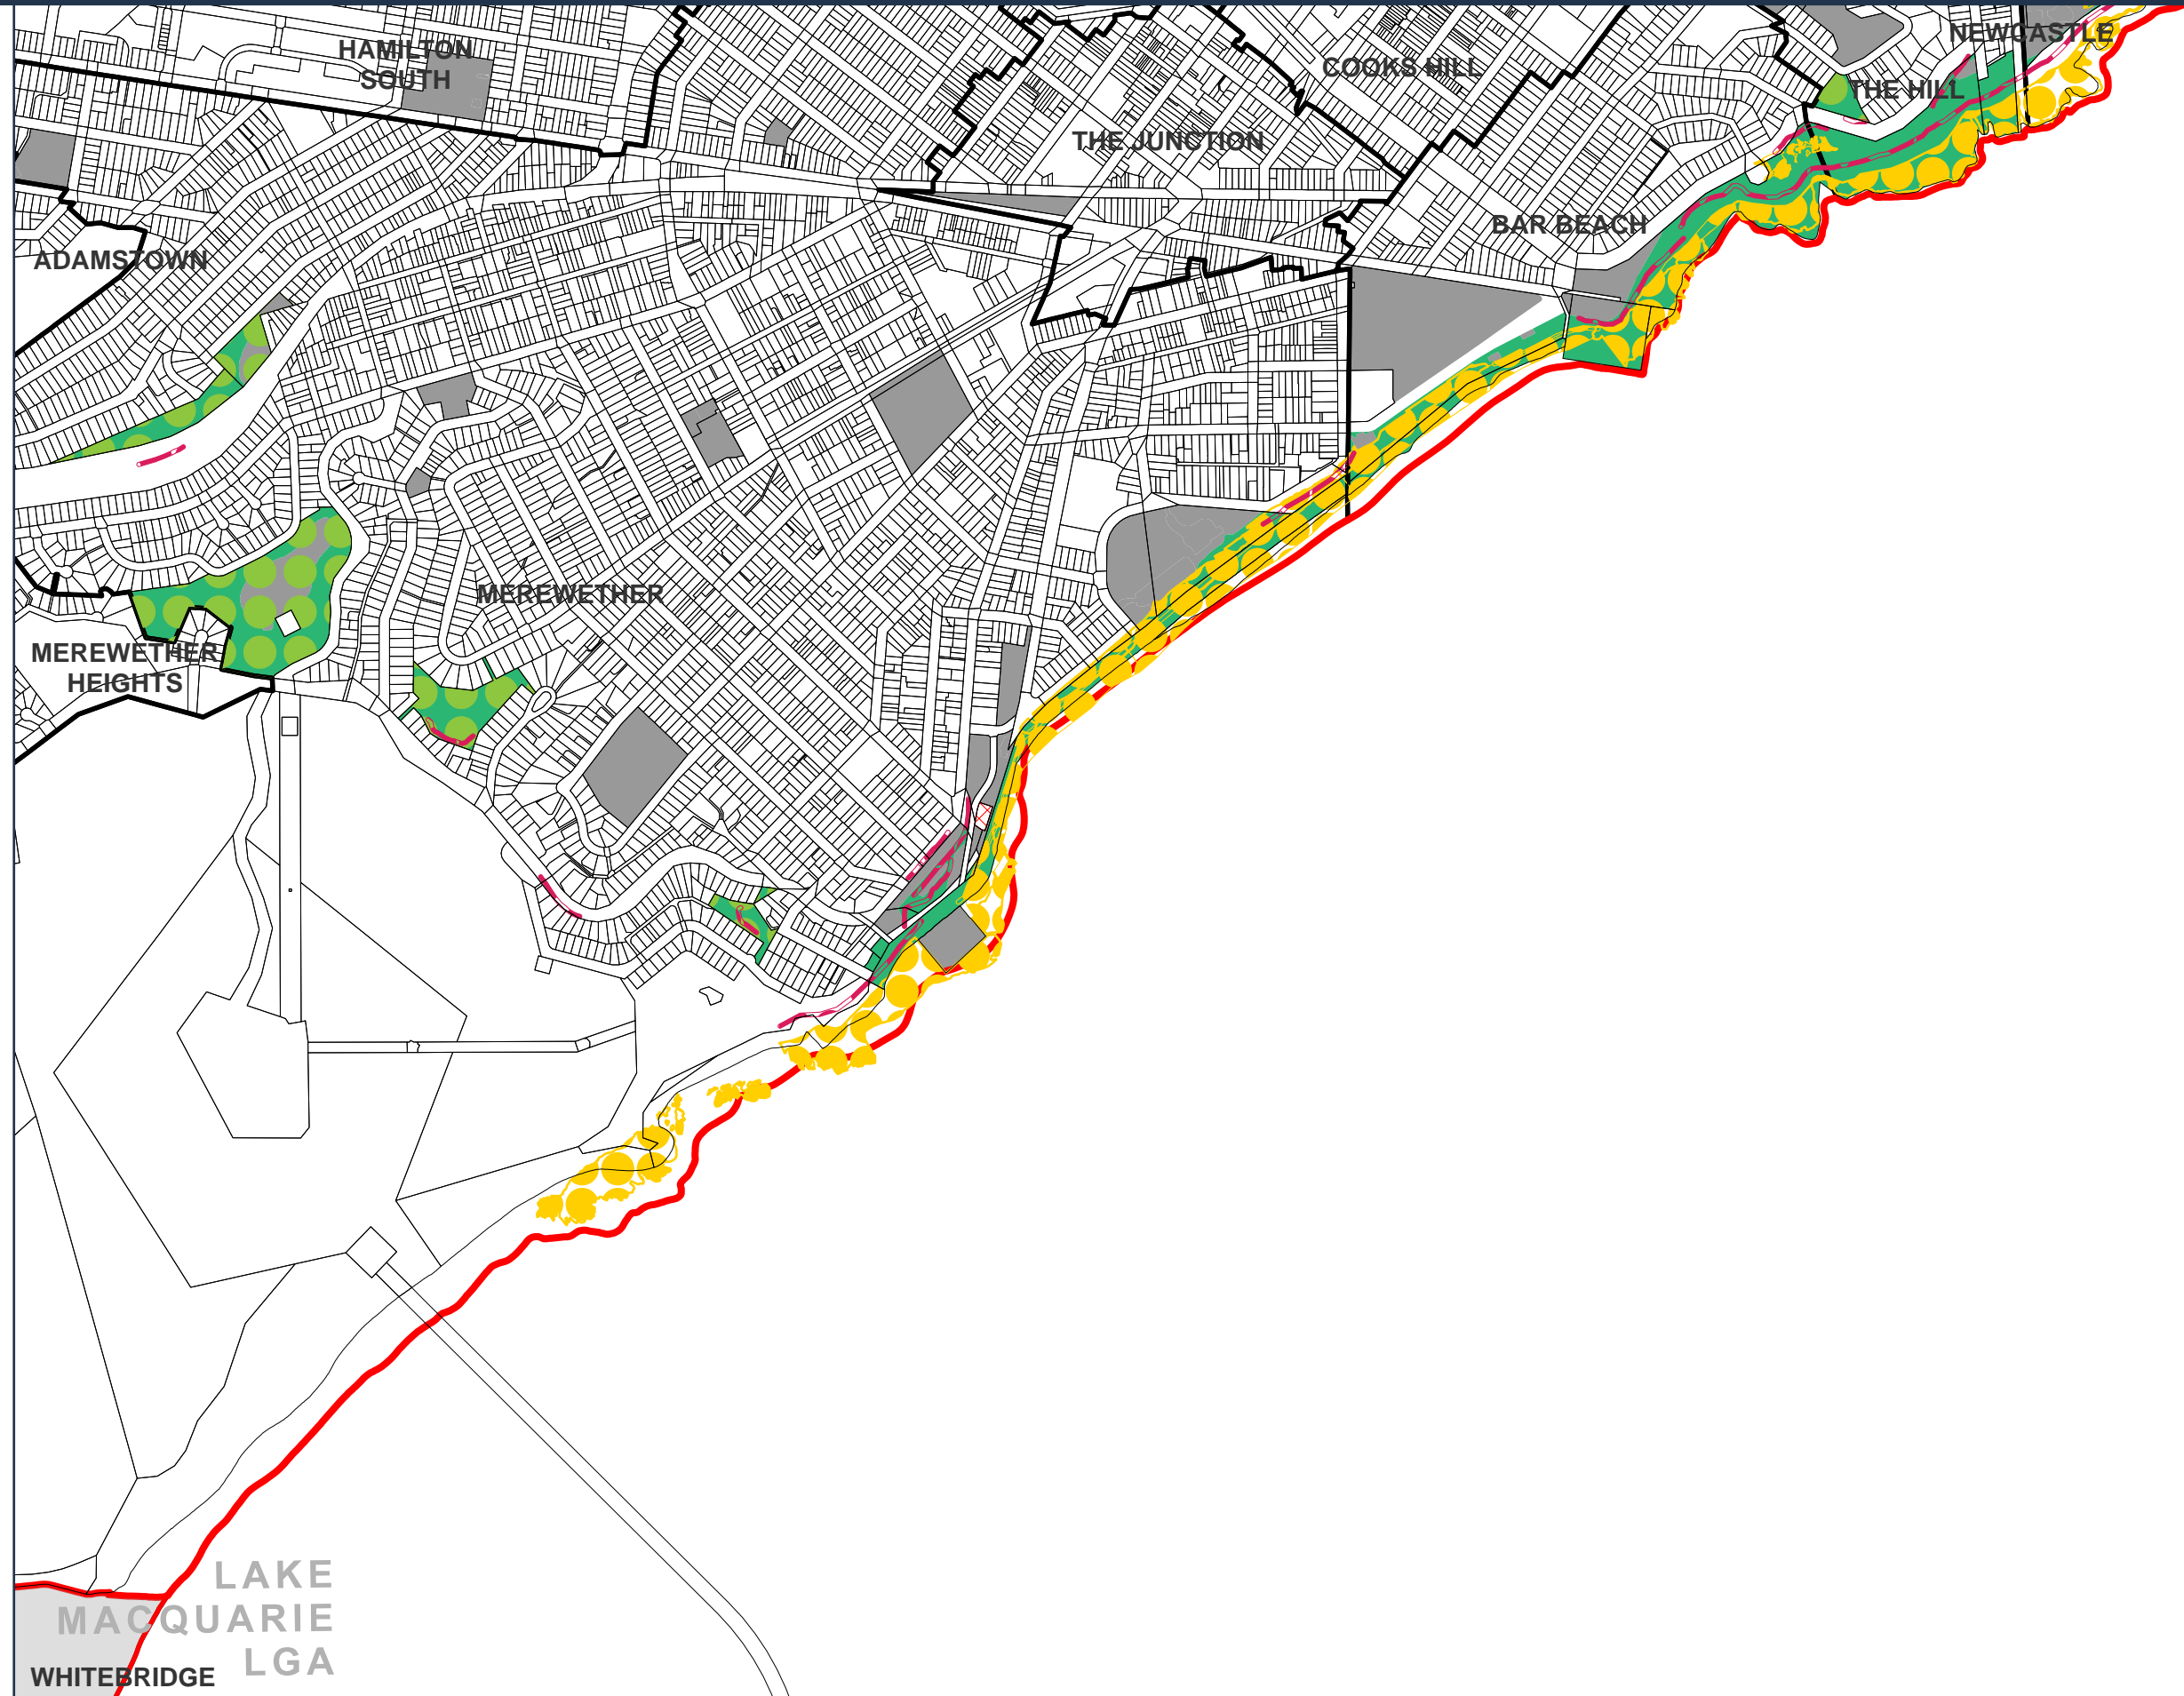 NEWCASTLE
HAMILTON
SOUTH
COOKS HILL
THE HILL
THE JUNCTION
BAR BEACH
ADAMSTOWN
MEREWETHER
MEREWETHER
HEIGHTS
LAKE
MACQUARIE
LGA
WHITEBRIDGE